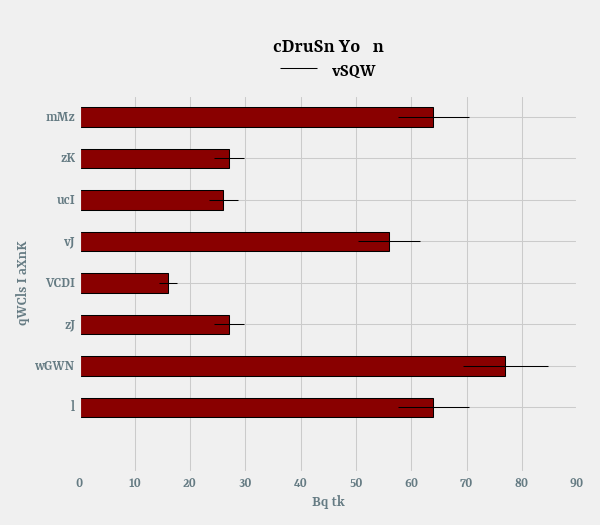 cDruSn Yo n
vSQW
mMz
zK
ucI
vJ
VCDI
zJ
wGWN
l
qWCls I aXnK
0 10 20 30 40 50 60 70 80 90
Bq tk